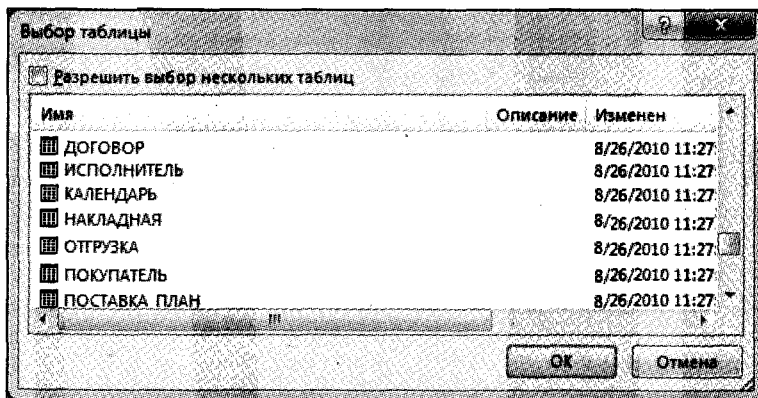 Выбор таблицы
Разрешить выбор нескольких таблиц
Имя Описание Изменен
ДОГОВОР 8/26/2010 11:27
ИСПОЛНИТЕЛЬ 8/26/2010 11:27
КАЛЕНДАРЬ 8/26/2010 11:27
НАКЛАДНАЯ 8/26/2010 11:27
ОТГРУЗКА 8/26/2010 11:27
ПОКУПАТЕЛЬ 8/26/2010 11:27
ПОСТАВКА_ПЛАН 8/26/2010 11:27
ОК Отмена